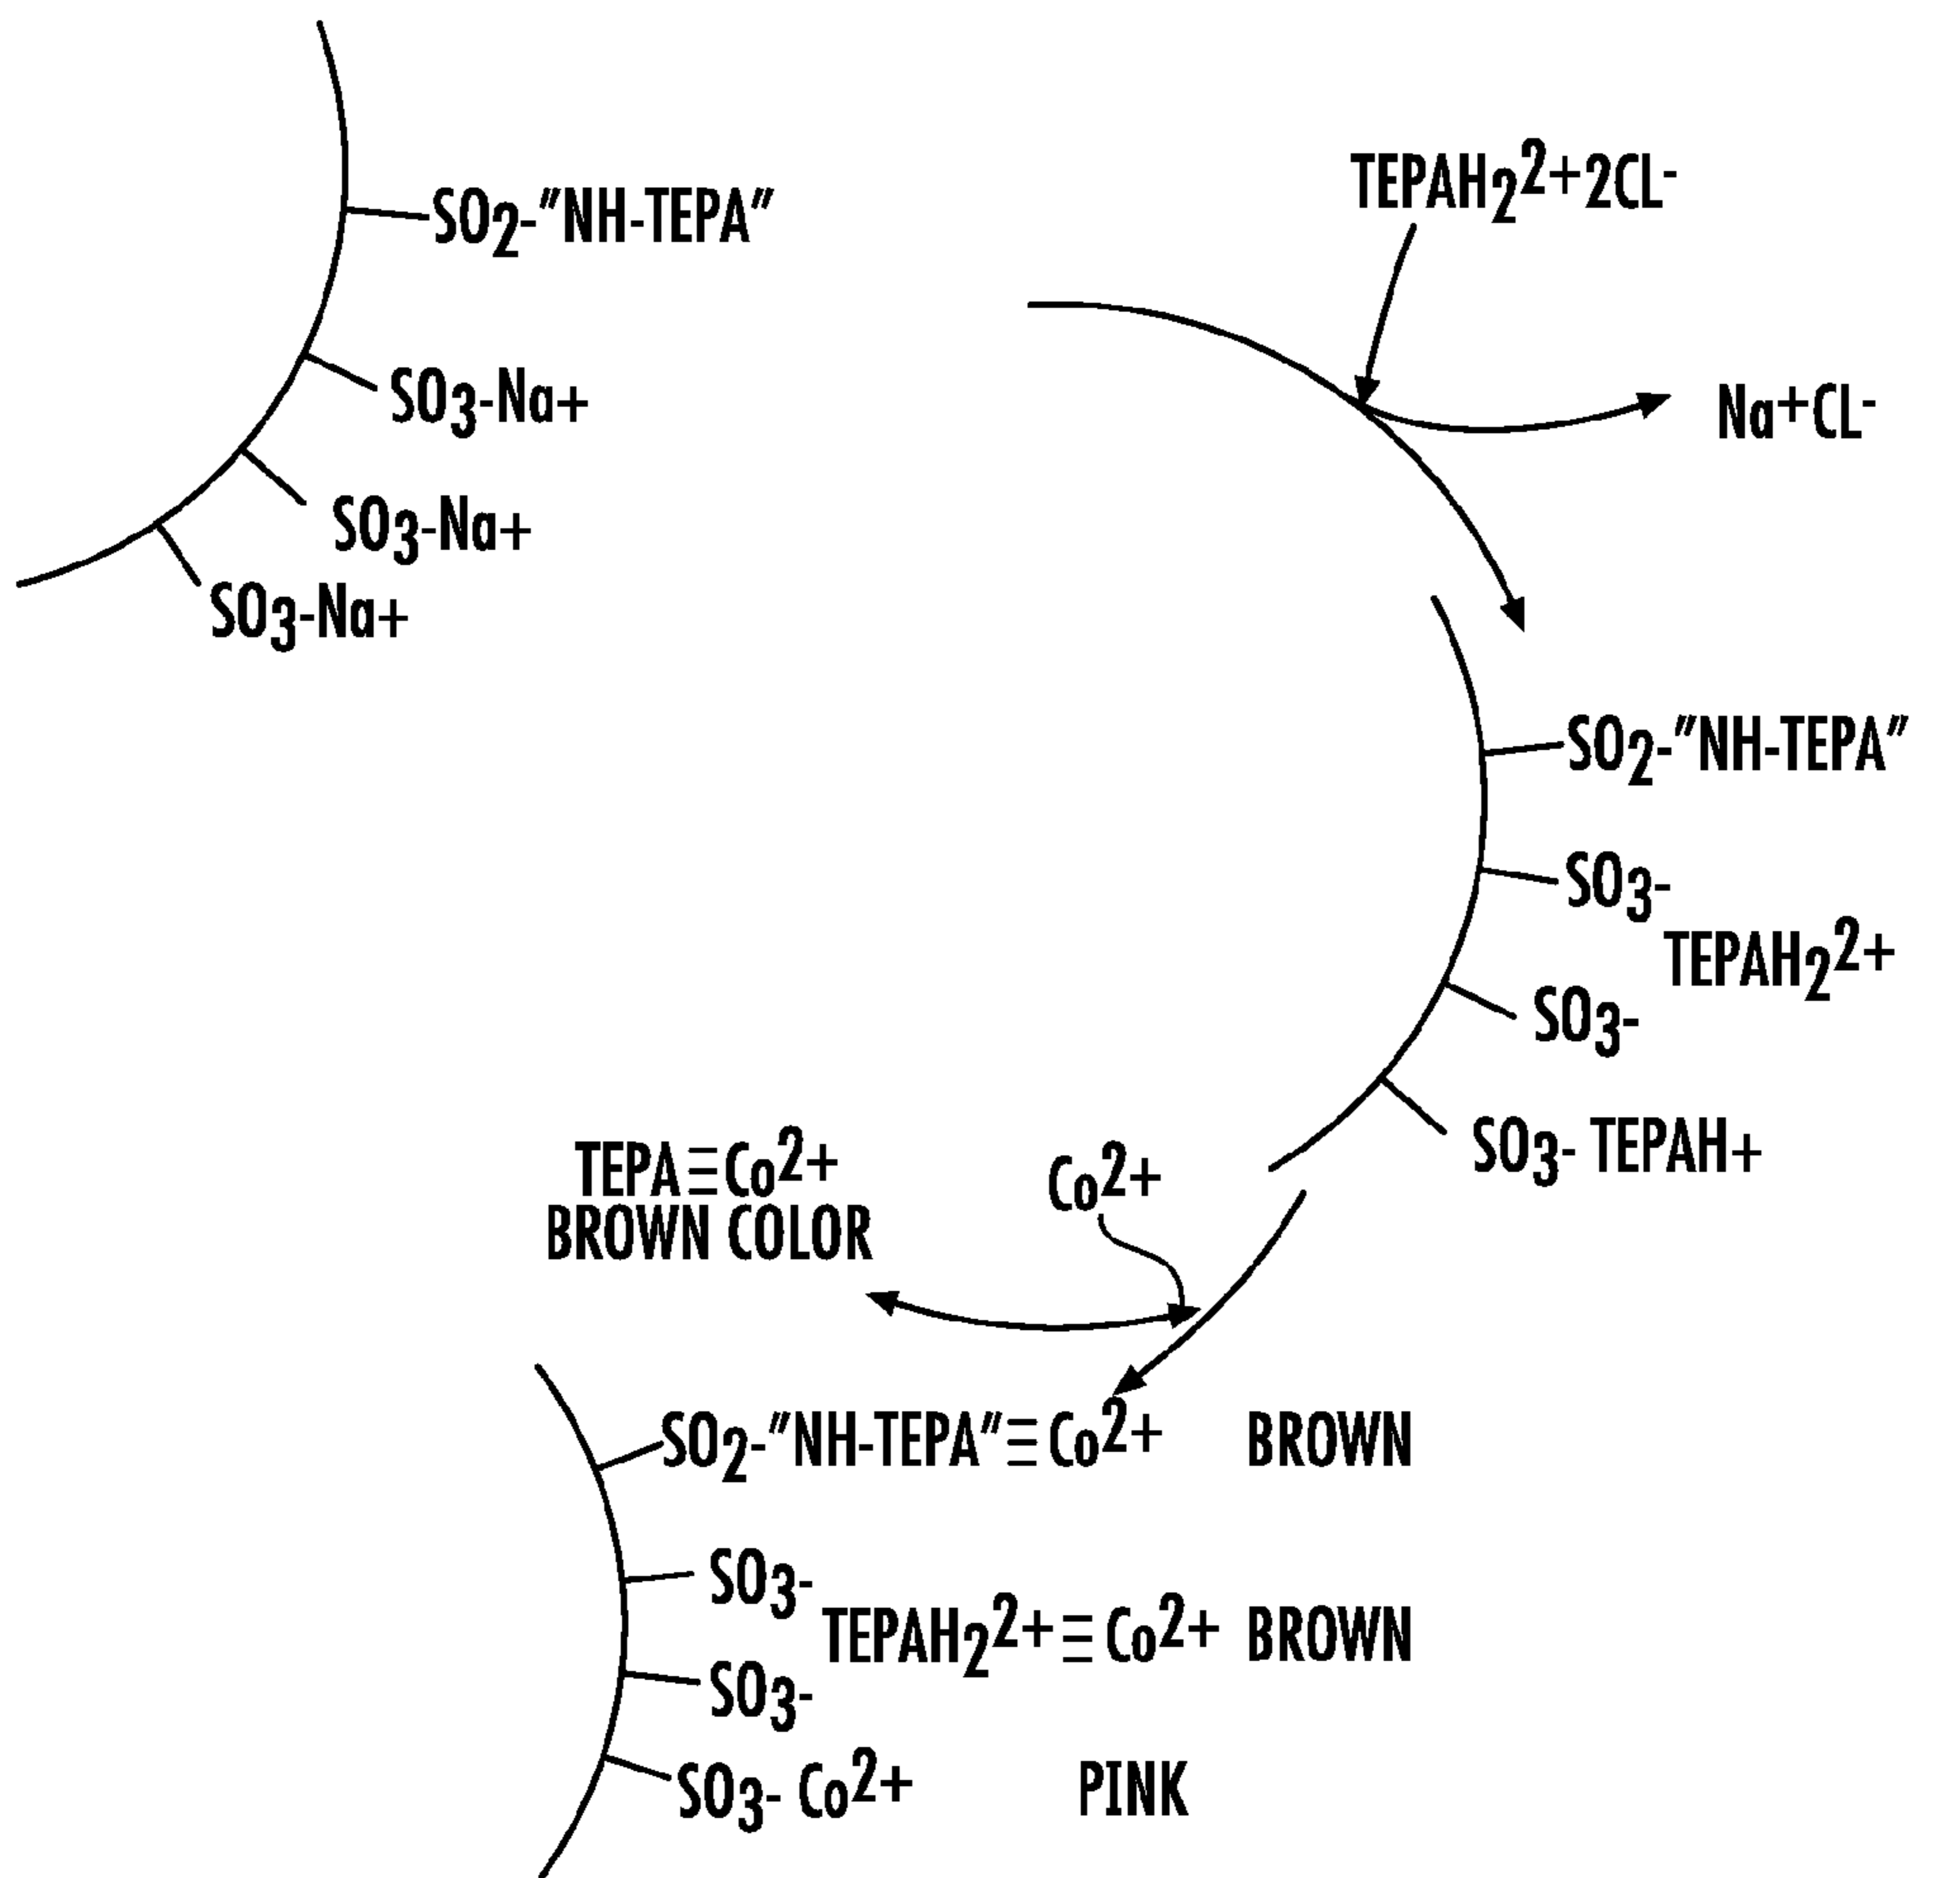 SO2-"NH-TEPA"
SO3-Na+
SO3-Na+
SO3-Na+
TEPAH22+2CL-
Na+CL-
SO2-"NH-TEPA"
SO3-
TEPAH22+
SO3-
SO3- TEPAH+
TEPA≡Co2+
BROWN COLOR
Co2+
SO2-"NH-TEPA"≡Co2+ BROWN
SO3-
TEPAH22+≡Co2+ BROWN
SO3-
SO3- Co2+ PINK